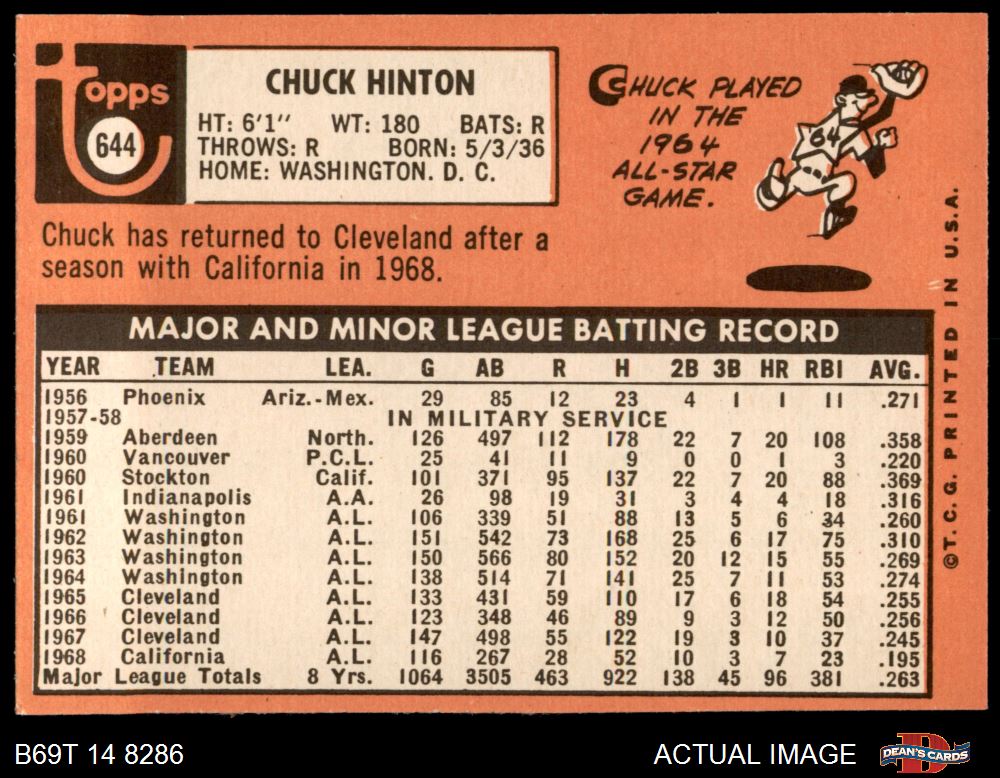 topps
644
CHUCK HINTON
HT: 6'1" WT: 180 BATS: R
THROWS: R BORN: 5/3/36
HOME: WASHINGTON. D. C.
CHUCK PLAYED
IN THE
1964
ALL-STAR
GAME.
64
Chuck has returned to Cleveland after a
season with California in 1968.
MAJOR AND MINOR LEAGUE BATTING RECORD
YEAR TEAM LEA. G AB R H 2B 3B HR RBI AVG.
1956 Phoenix Ariz.-Mex. 29 85 12 23 4 1 1 11 .271
1957-58 IN MILITARY SERVICE
1959 Aberdeen North. 126 497 112 178 22 7 20 108 .358
1960 Vancouver P.C.L. 25 41 11 9 0 0 1 3 .220
1960 Stockton Calif. 101 371 95 137 22 7 20 88 .369
1961 Indianapolis A.A. 26 98 19 31 3 4 4 18 .316
1961 Washington A.L. 106 339 51 88 13 5 6 34 .260
1962 Washington A.L. 151 542 73 168 25 6 17 75 .310
1963 Washington A.L. 150 566 80 152 20 12 15 55 .269
1964 Washington A.L. 138 514 71 141 25 7 11 53 .274
1965 Cleveland A.L. 133 431 59 110 17 6 18 54 .255
1966 Cleveland A.L. 123 348 46 89 9 3 12 50 .256
1967 Cleveland A.L. 147 498 55 122 19 3 10 37 .245
1968 California A.L. 116 267 28 52 10 3 7 23 .195
Major League Totals 8 Yrs. 1064 3505 463 922 138 45 96 381 .263
©T. C. G. PRINTED IN U.S.A.
B69T 14 8286
ACTUAL IMAGE
DEAN'S CARDS